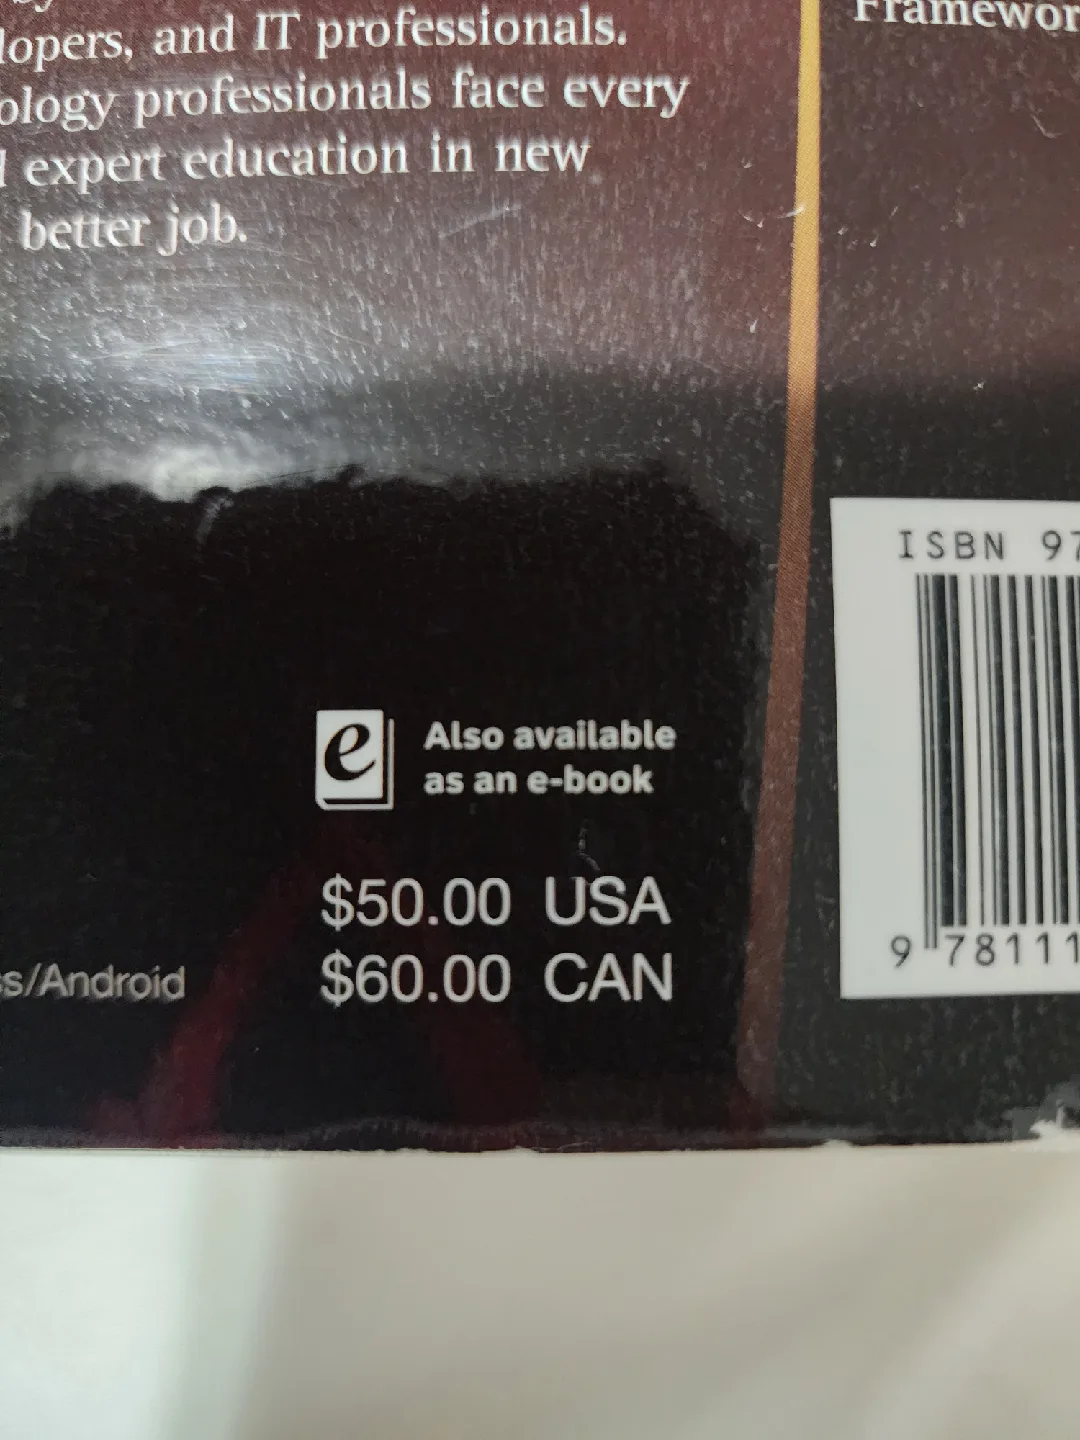 lopers, and IT professionals.
ology professionals face every
expert education in new
better job.
Framewor
ISBN 97
9 78111
e
Also available
as an e-book
$50.00 USA
$60.00 CAN
ss/Android